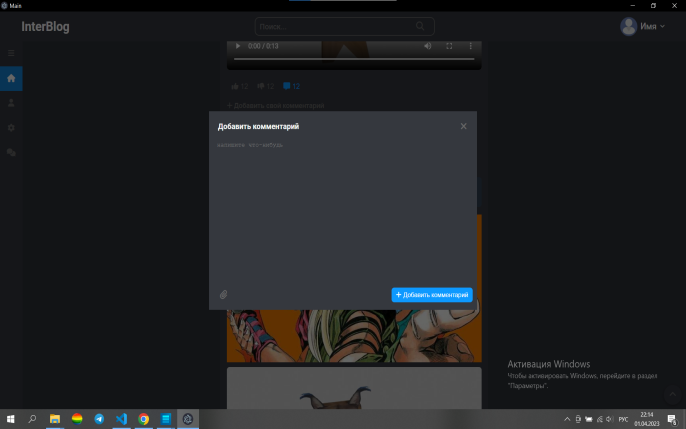 Main
InterBlog
Поиск...
Имя
0:00 / 0:13
12
12
12
+ Добавить свой комментарий
Добавить комментарий
напишите что-нибудь
+ Добавить комментарий
Активация Windows
Чтобы активировать Windows, перейдите в раздел
"Параметры".
РУС
22:14
01.04.2023
6